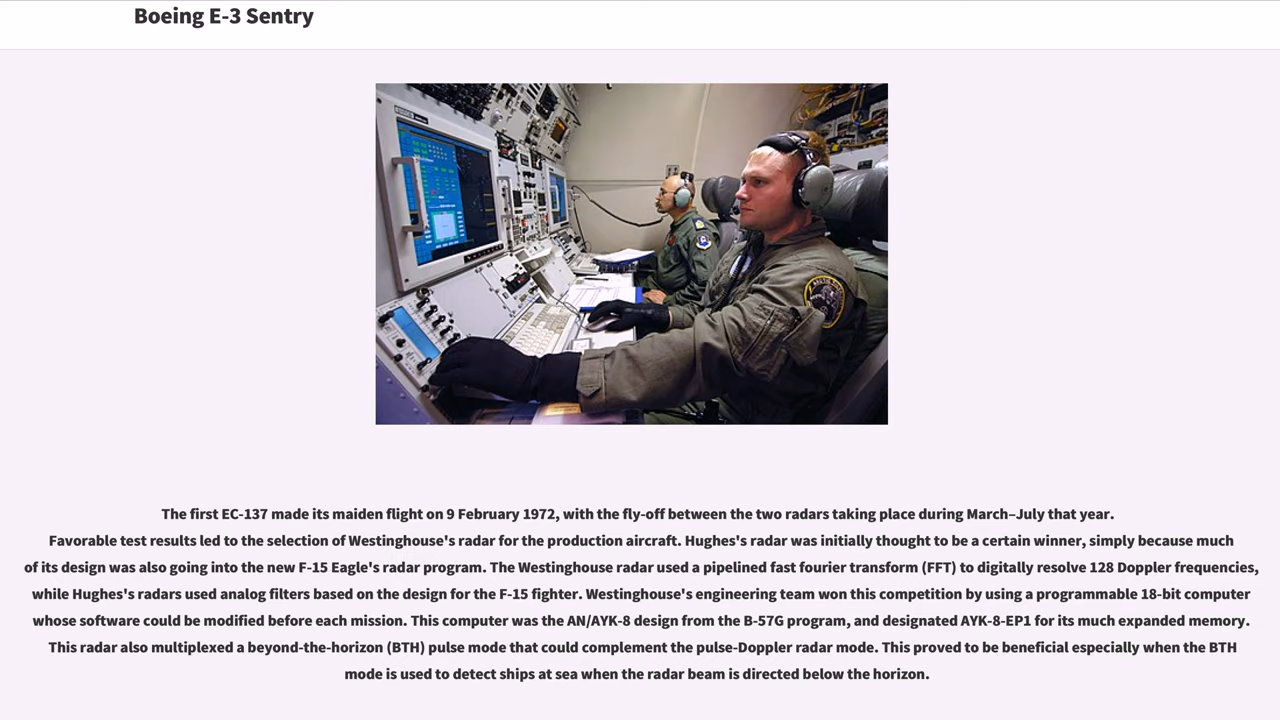 Boeing E-3 Sentry
The first EC-137 made its maiden flight on 9 February 1972, with the fly-off between the two radars taking place during March–July that year.
Favorable test results led to the selection of Westinghouse's radar for the production aircraft. Hughes's radar was initially thought to be a certain winner, simply because much
of its design was also going into the new F-15 Eagle's radar program. The Westinghouse radar used a pipelined fast fourier transform (FFT) to digitally resolve 128 Doppler frequencies,
while Hughes's radars used analog filters based on the design for the F-15 fighter. Westinghouse's engineering team won this competition by using a programmable 18-bit computer
whose software could be modified before each mission. This computer was the AN/AYK-8 design from the B-57G program, and designated AYK-8-EP1 for its much expanded memory.
This radar also multiplexed a beyond-the-horizon (BTH) pulse mode that could complement the pulse-Doppler radar mode. This proved to be beneficial especially when the BTH
mode is used to detect ships at sea when the radar beam is directed below the horizon.